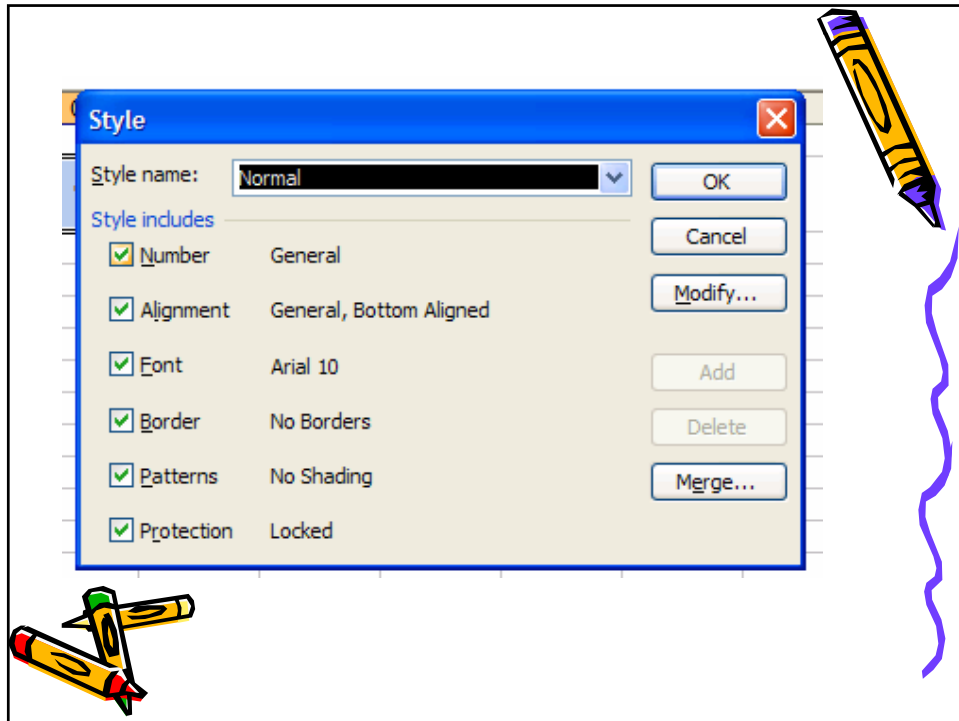 Style
Style name: Normal OK
Style includes Cancel
Number General
Modify...
Alignment General, Bottom Aligned
Font Arial 10 Add
Border No Borders Delete
Patterns No Shading Merge...
Protection Locked